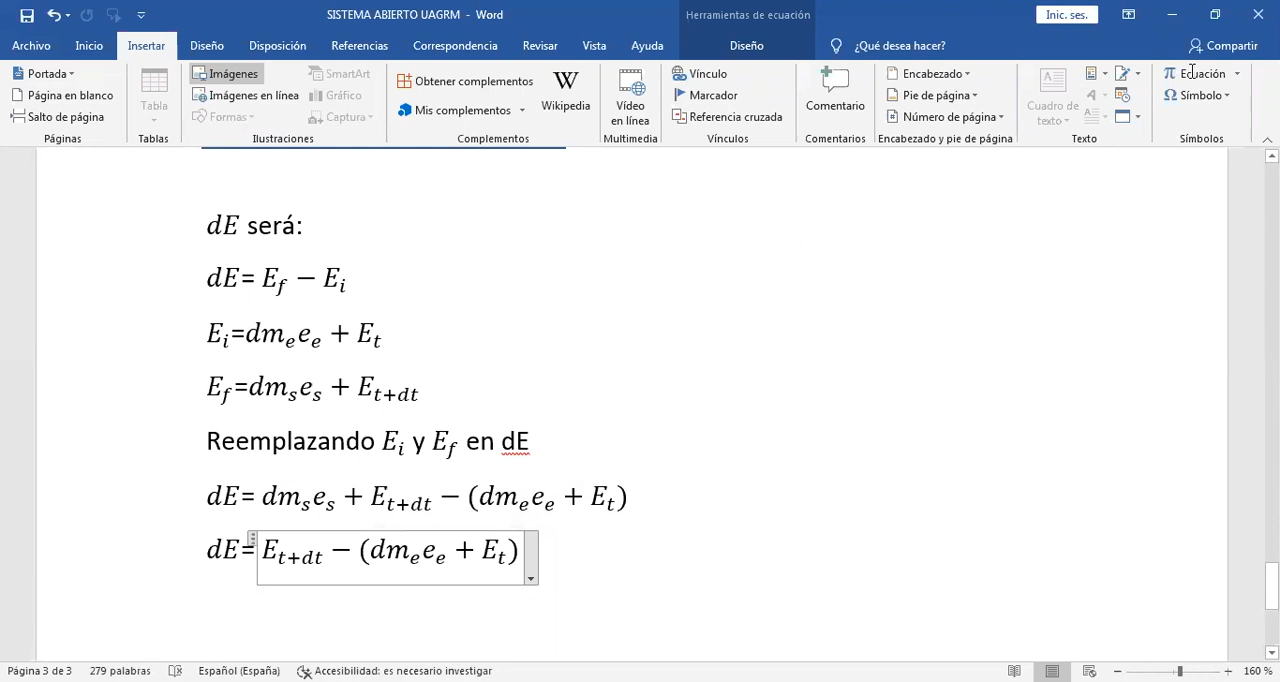 SISTEMA ABIERTO UAGRM - Word
Herramientas de ecuación
Inic. ses.
Archivo Inicio Insertar Diseño Disposición Referencias Correspondencia Revisar Vista Ayuda Diseño ¿Qué desea hacer? Compartir
Portada Imágenes SmartArt Obtener complementos Vínculo Encabezado π Ecuación
Página en blanco Tabla Imágenes en línea Gráfico Mis complementos Wikipedia Vídeo en línea Marcador Comentario Pie de página Cuadro de texto Ω Símbolo
Salto de página Formas Captura Referencia cruzada Número de página
Páginas Tablas Ilustraciones Complementos Multimedia Vínculos Comentarios Encabezado y pie de página Texto Símbolos
dE será:
dE= E_f − E_i
E_i=dm_e e_e + E_t
E_f=dm_s e_s + E_{t+dt}
Reemplazando E_i y E_f en dE
dE= dm_s e_s + E_{t+dt} − (dm_e e_e + E_t)
dE= E_{t+dt} − (dm_e e_e + E_t)
Página 3 de 3 279 palabras Español (España) Accesibilidad: es necesario investigar 160 %